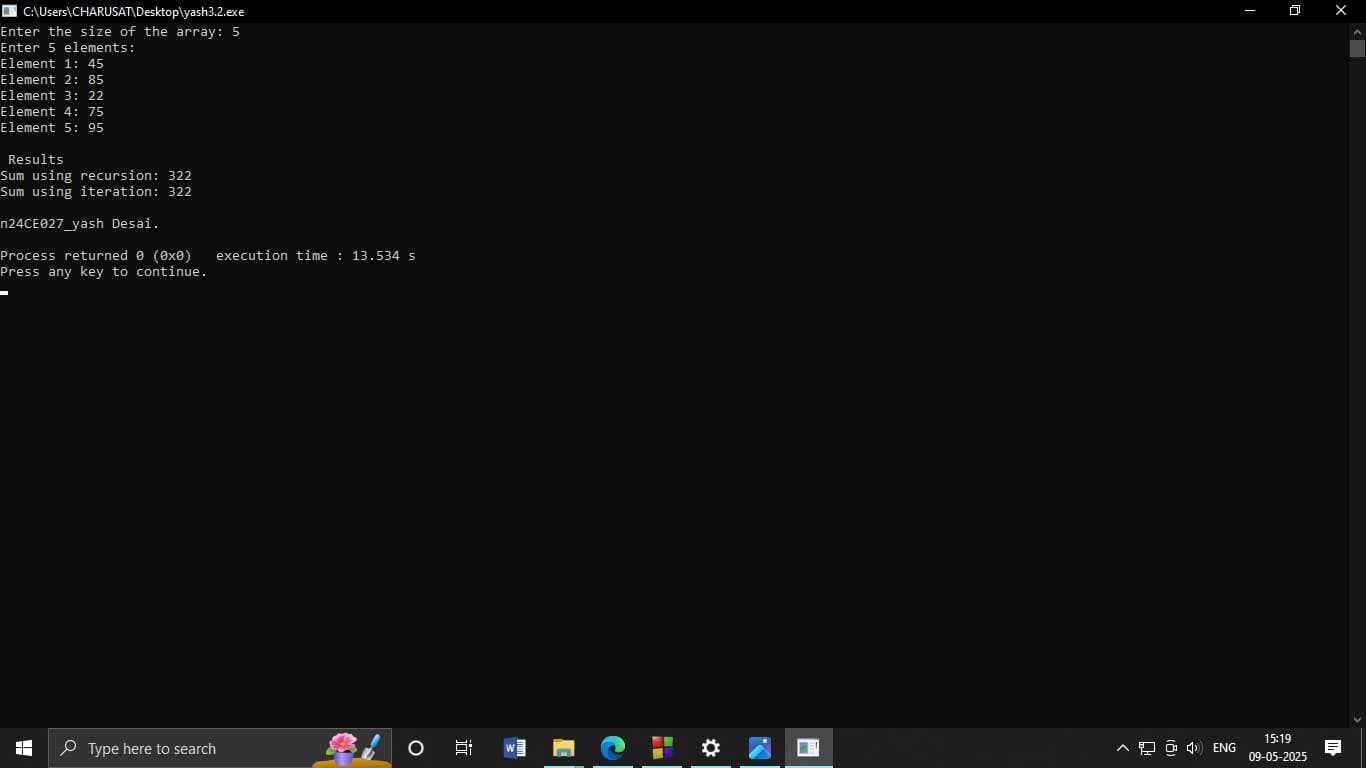 C:\Users\CHARUSAT\Desktop\yash3.2.exe
Enter the size of the array: 5
Enter 5 elements:
Element 1: 45
Element 2: 85
Element 3: 22
Element 4: 75
Element 5: 95
Results
Sum using recursion: 322
Sum using iteration: 322
n24CE027_yash Desai.
Process returned 0 (0x0)   execution time : 13.534 s
Press any key to continue.
Type here to search
ENG
15:19
09-05-2025